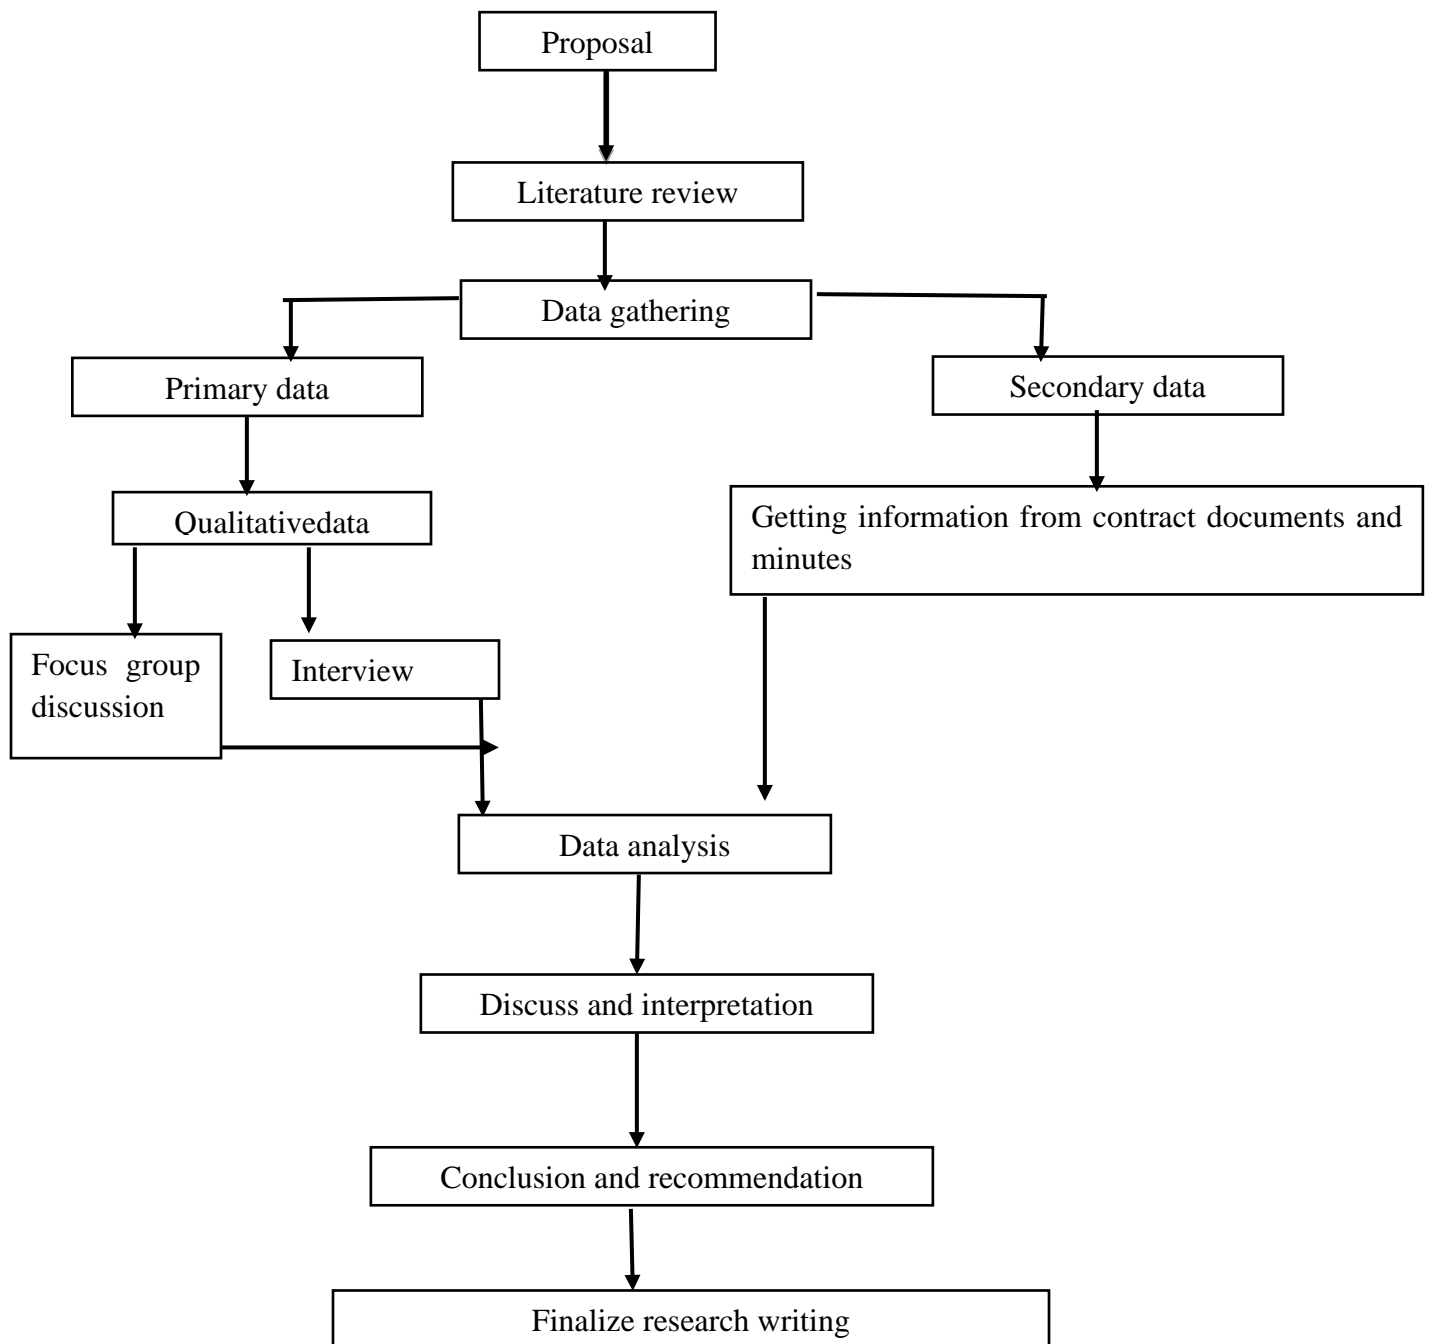 Proposal
Literature review
Data gathering
Primary data
Secondary data
Qualitativedata
Getting information from contract documents and
minutes
Focus group
discussion
Interview
Data analysis
Discuss and interpretation
Conclusion and recommendation
Finalize research writing